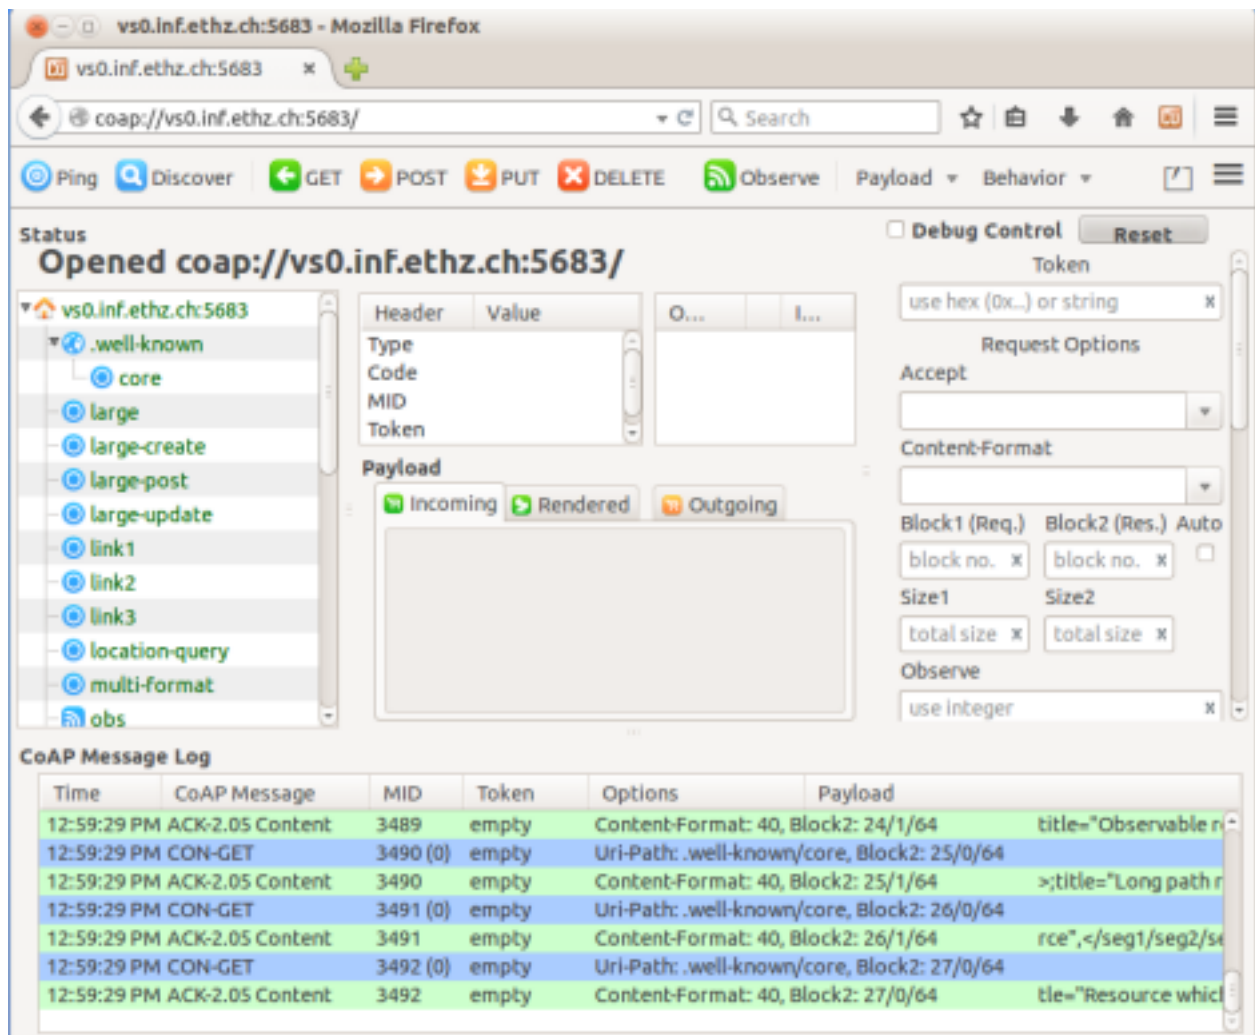 vs0.inf.ethz.ch:5683 - Mozilla Firefox
vs0.inf.ethz.ch:5683
coap://vs0.inf.ethz.ch:5683/ Search
Ping Discover GET POST PUT DELETE Observe Payload Behavior
Status
Opened coap://vs0.inf.ethz.ch:5683/
Debug Control Reset
vs0.inf.ethz.ch:5683
.well-known
core
large
large-create
large-post
large-update
link1
link2
link3
location-query
multi-format
obs
Header Value O... I...
Type
Code
MID
Token
Payload
Incoming Rendered Outgoing
Token
use hex (0x...) or string
Request Options
Accept
Content-Format
Block1 (Req.) Block2 (Res.) Auto
block no. block no.
Size1 Size2
total size total size
Observe
use integer
CoAP Message Log
Time CoAP Message MID Token Options Payload
12:59:29 PM ACK-2.05 Content 3489 empty Content-Format: 40, Block2: 24/1/64 title="Observable r
12:59:29 PM CON-GET 3490 (0) empty Uri-Path: .well-known/core, Block2: 25/0/64
12:59:29 PM ACK-2.05 Content 3490 empty Content-Format: 40, Block2: 25/1/64 >;title="Long path r
12:59:29 PM CON-GET 3491 (0) empty Uri-Path: .well-known/core, Block2: 26/0/64
12:59:29 PM ACK-2.05 Content 3491 empty Content-Format: 40, Block2: 26/1/64 rce",</seg1/seg2/se
12:59:29 PM CON-GET 3492 (0) empty Uri-Path: .well-known/core, Block2: 27/0/64
12:59:29 PM ACK-2.05 Content 3492 empty Content-Format: 40, Block2: 27/0/64 tle="Resource whicl